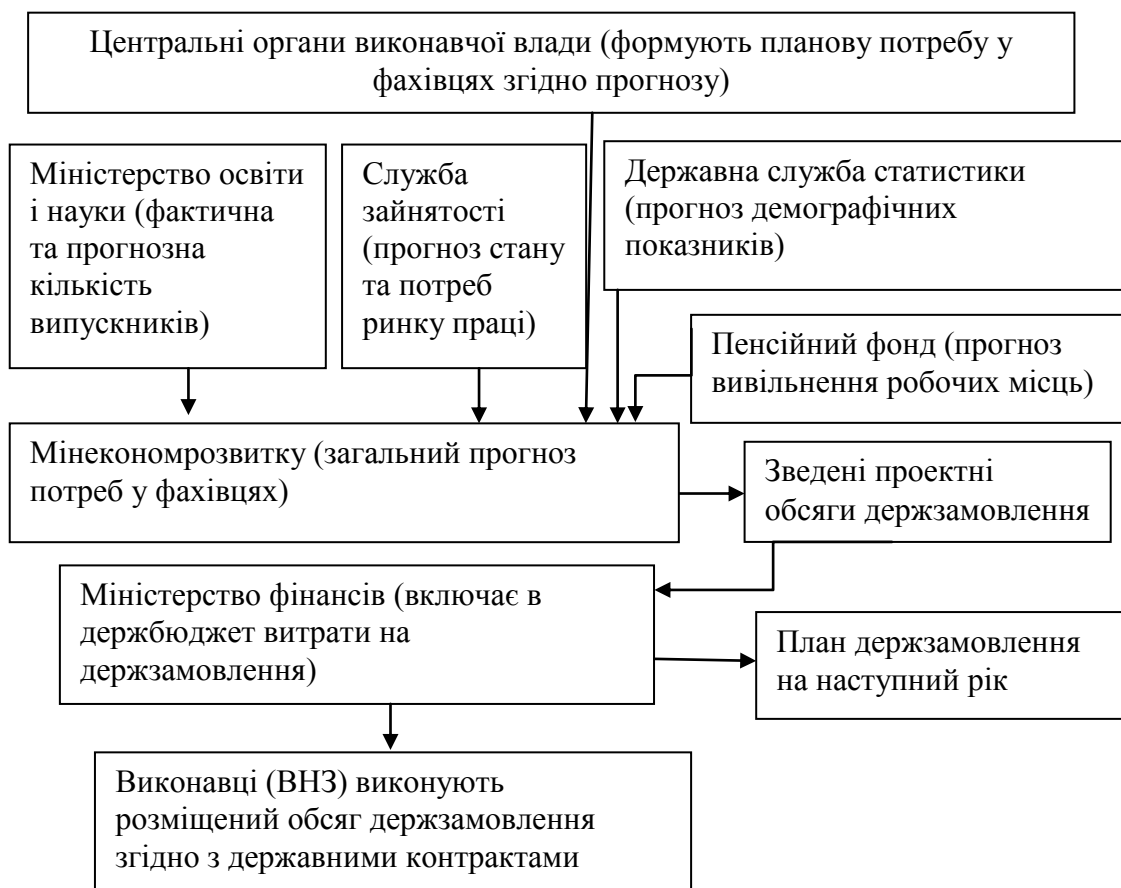 Центральні органи виконавчої влади (формують планову потребу у
фахівцях згідно прогнозу)
Міністерство освіти
і науки (фактична
та прогнозна
кількість
випускників)
Служба
зайнятості
(прогноз стану
та потреб
ринку праці)
Державна служба статистики
(прогноз демографічних
показників)
Пенсійний фонд (прогноз
вивільнення робочих місць)
Мінекономрозвитку (загальний прогноз
потреб у фахівцях)
Зведені проектні
обсяги держзамовлення
Міністерство фінансів (включає в
держбюджет витрати на
держзамовлення)
План держзамовлення
на наступний рік
Виконавці (ВНЗ) виконують
розміщений обсяг держзамовлення
згідно з державними контрактами